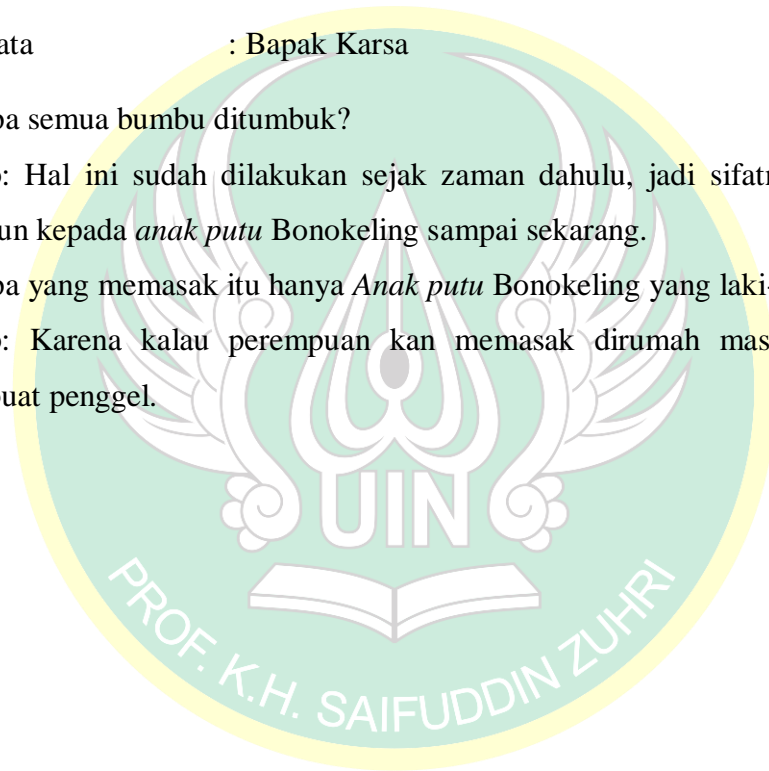 ata : Bapak Karsa
pa semua bumbu ditumbuk?
: Hal ini sudah dilakukan sejak zaman dahulu, jadi sifatn
un kepada anak putu Bonokeling sampai sekarang.
pa yang memasak itu hanya Anak putu Bonokeling yang laki-
: Karena kalau perempuan kan memasak dirumah mas
buat penggel.
UIN
PROF. K.H. SAIFUDDIN ZUHRI